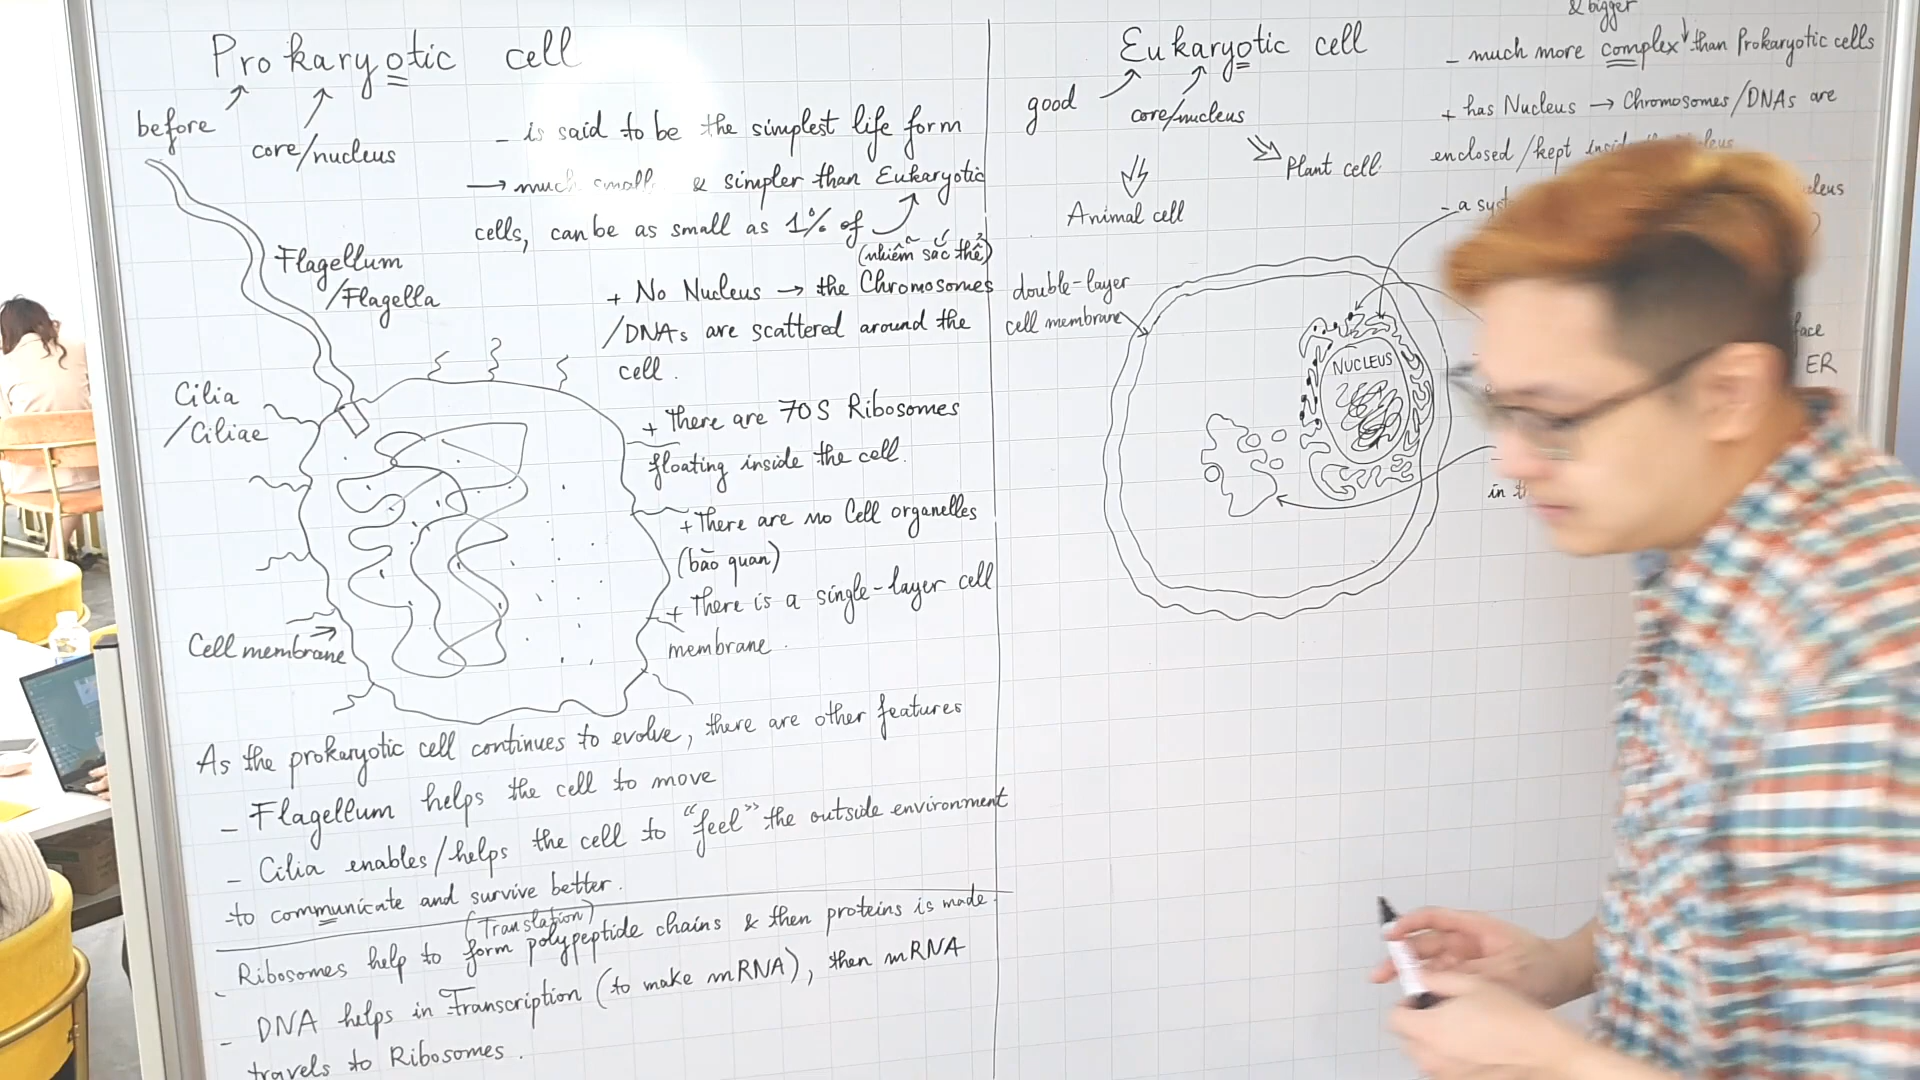 Prokaryotic cell
before
core/nucleus
- is said to be the simplest life form
→ much small & simpler than Eukaryotic
cells, can be as small as 1% of
(nhiễm sắc thể)
Flagellum
/Flagella
+ No Nucleus → the Chromosomes
/DNAs are scattered around the
cell.
Cilia
/Ciliae
+ There are 70S Ribosomes
floating inside the cell.
+ There are no Cell organelles
(bào quan)
+ There is a single-layer cell
membrane.
Cell membrane
As the prokaryotic cell continues to evolve, there are other features
- Flagellum helps the cell to move
- Cilia enables/helps the cell to "feel" the outside environment
to communicate and survive better.
(Translation)
- Ribosomes help to form polypeptide chains & then proteins is made.
- DNA helps in Transcription (to make mRNA), then mRNA
travels to Ribosomes.
Eukaryotic cell
good
core/nucleus
Animal cell
Plant cell
& bigger
- much more complex than Prokaryotic cells
+ has Nucleus → Chromosomes/DNAs are
enclosed/kept
- a
double-layer
cell membrane
NUCLEUS
ER
in